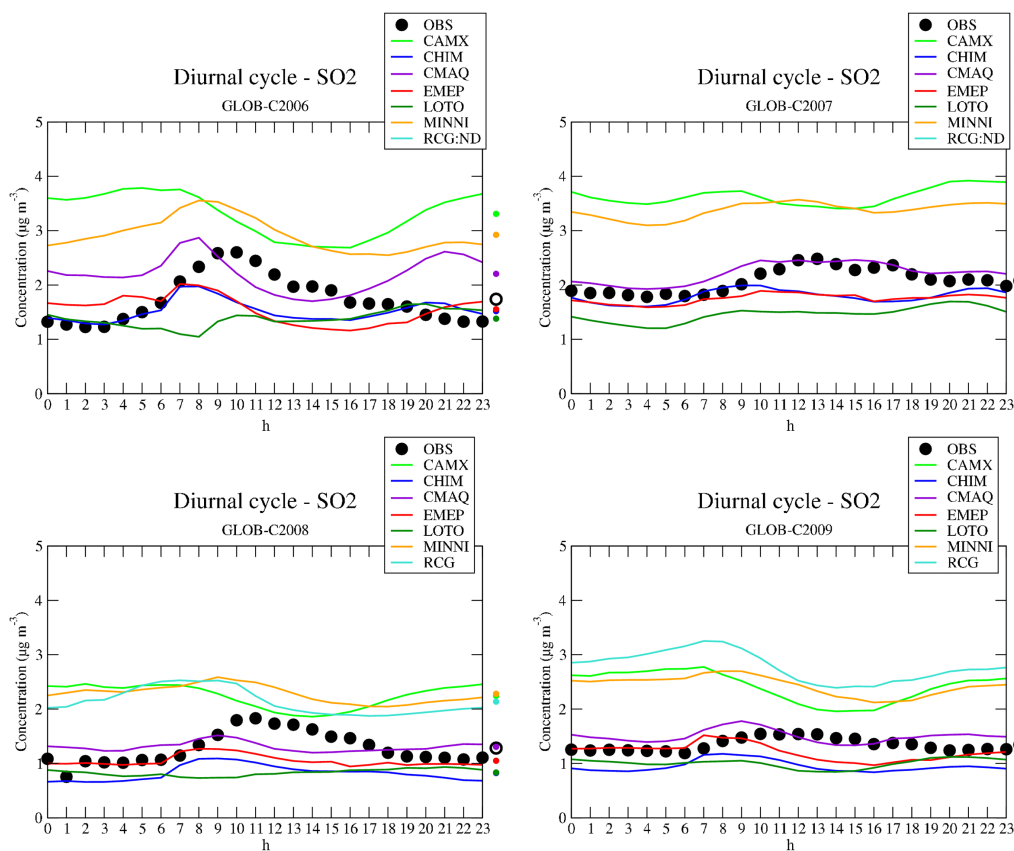 OBS
CAMX
CHIM
CMAQ
EMEP
LOTO
MINNI
RCG:ND
Diurnal cycle - SO2
GLOB-C2006
Concentration (µg m-3)
5
4
3
2
1
0
0 1 2 3 4 5 6 7 8 9 10 11 12 13 14 15 16 17 18 19 20 21 22 23
h
OBS
CAMX
CHIM
CMAQ
EMEP
LOTO
MINNI
RCG:ND
Diurnal cycle - SO2
GLOB-C2007
Concentration (µg m-3)
5
4
3
2
1
0
0 1 2 3 4 5 6 7 8 9 10 11 12 13 14 15 16 17 18 19 20 21 22 23
h
OBS
CAMX
CHIM
CMAQ
EMEP
LOTO
MINNI
RCG
Diurnal cycle - SO2
GLOB-C2008
Concentration (µg m-3)
5
4
3
2
1
0
0 1 2 3 4 5 6 7 8 9 10 11 12 13 14 15 16 17 18 19 20 21 22 23
h
OBS
CAMX
CHIM
CMAQ
EMEP
LOTO
MINNI
RCG
Diurnal cycle - SO2
GLOB-C2009
Concentration (µg m-3)
5
4
3
2
1
0
0 1 2 3 4 5 6 7 8 9 10 11 12 13 14 15 16 17 18 19 20 21 22 23
h